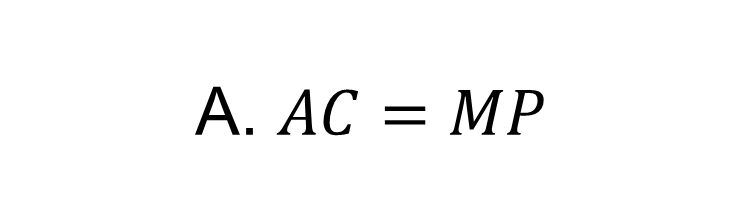 A. AC = MP